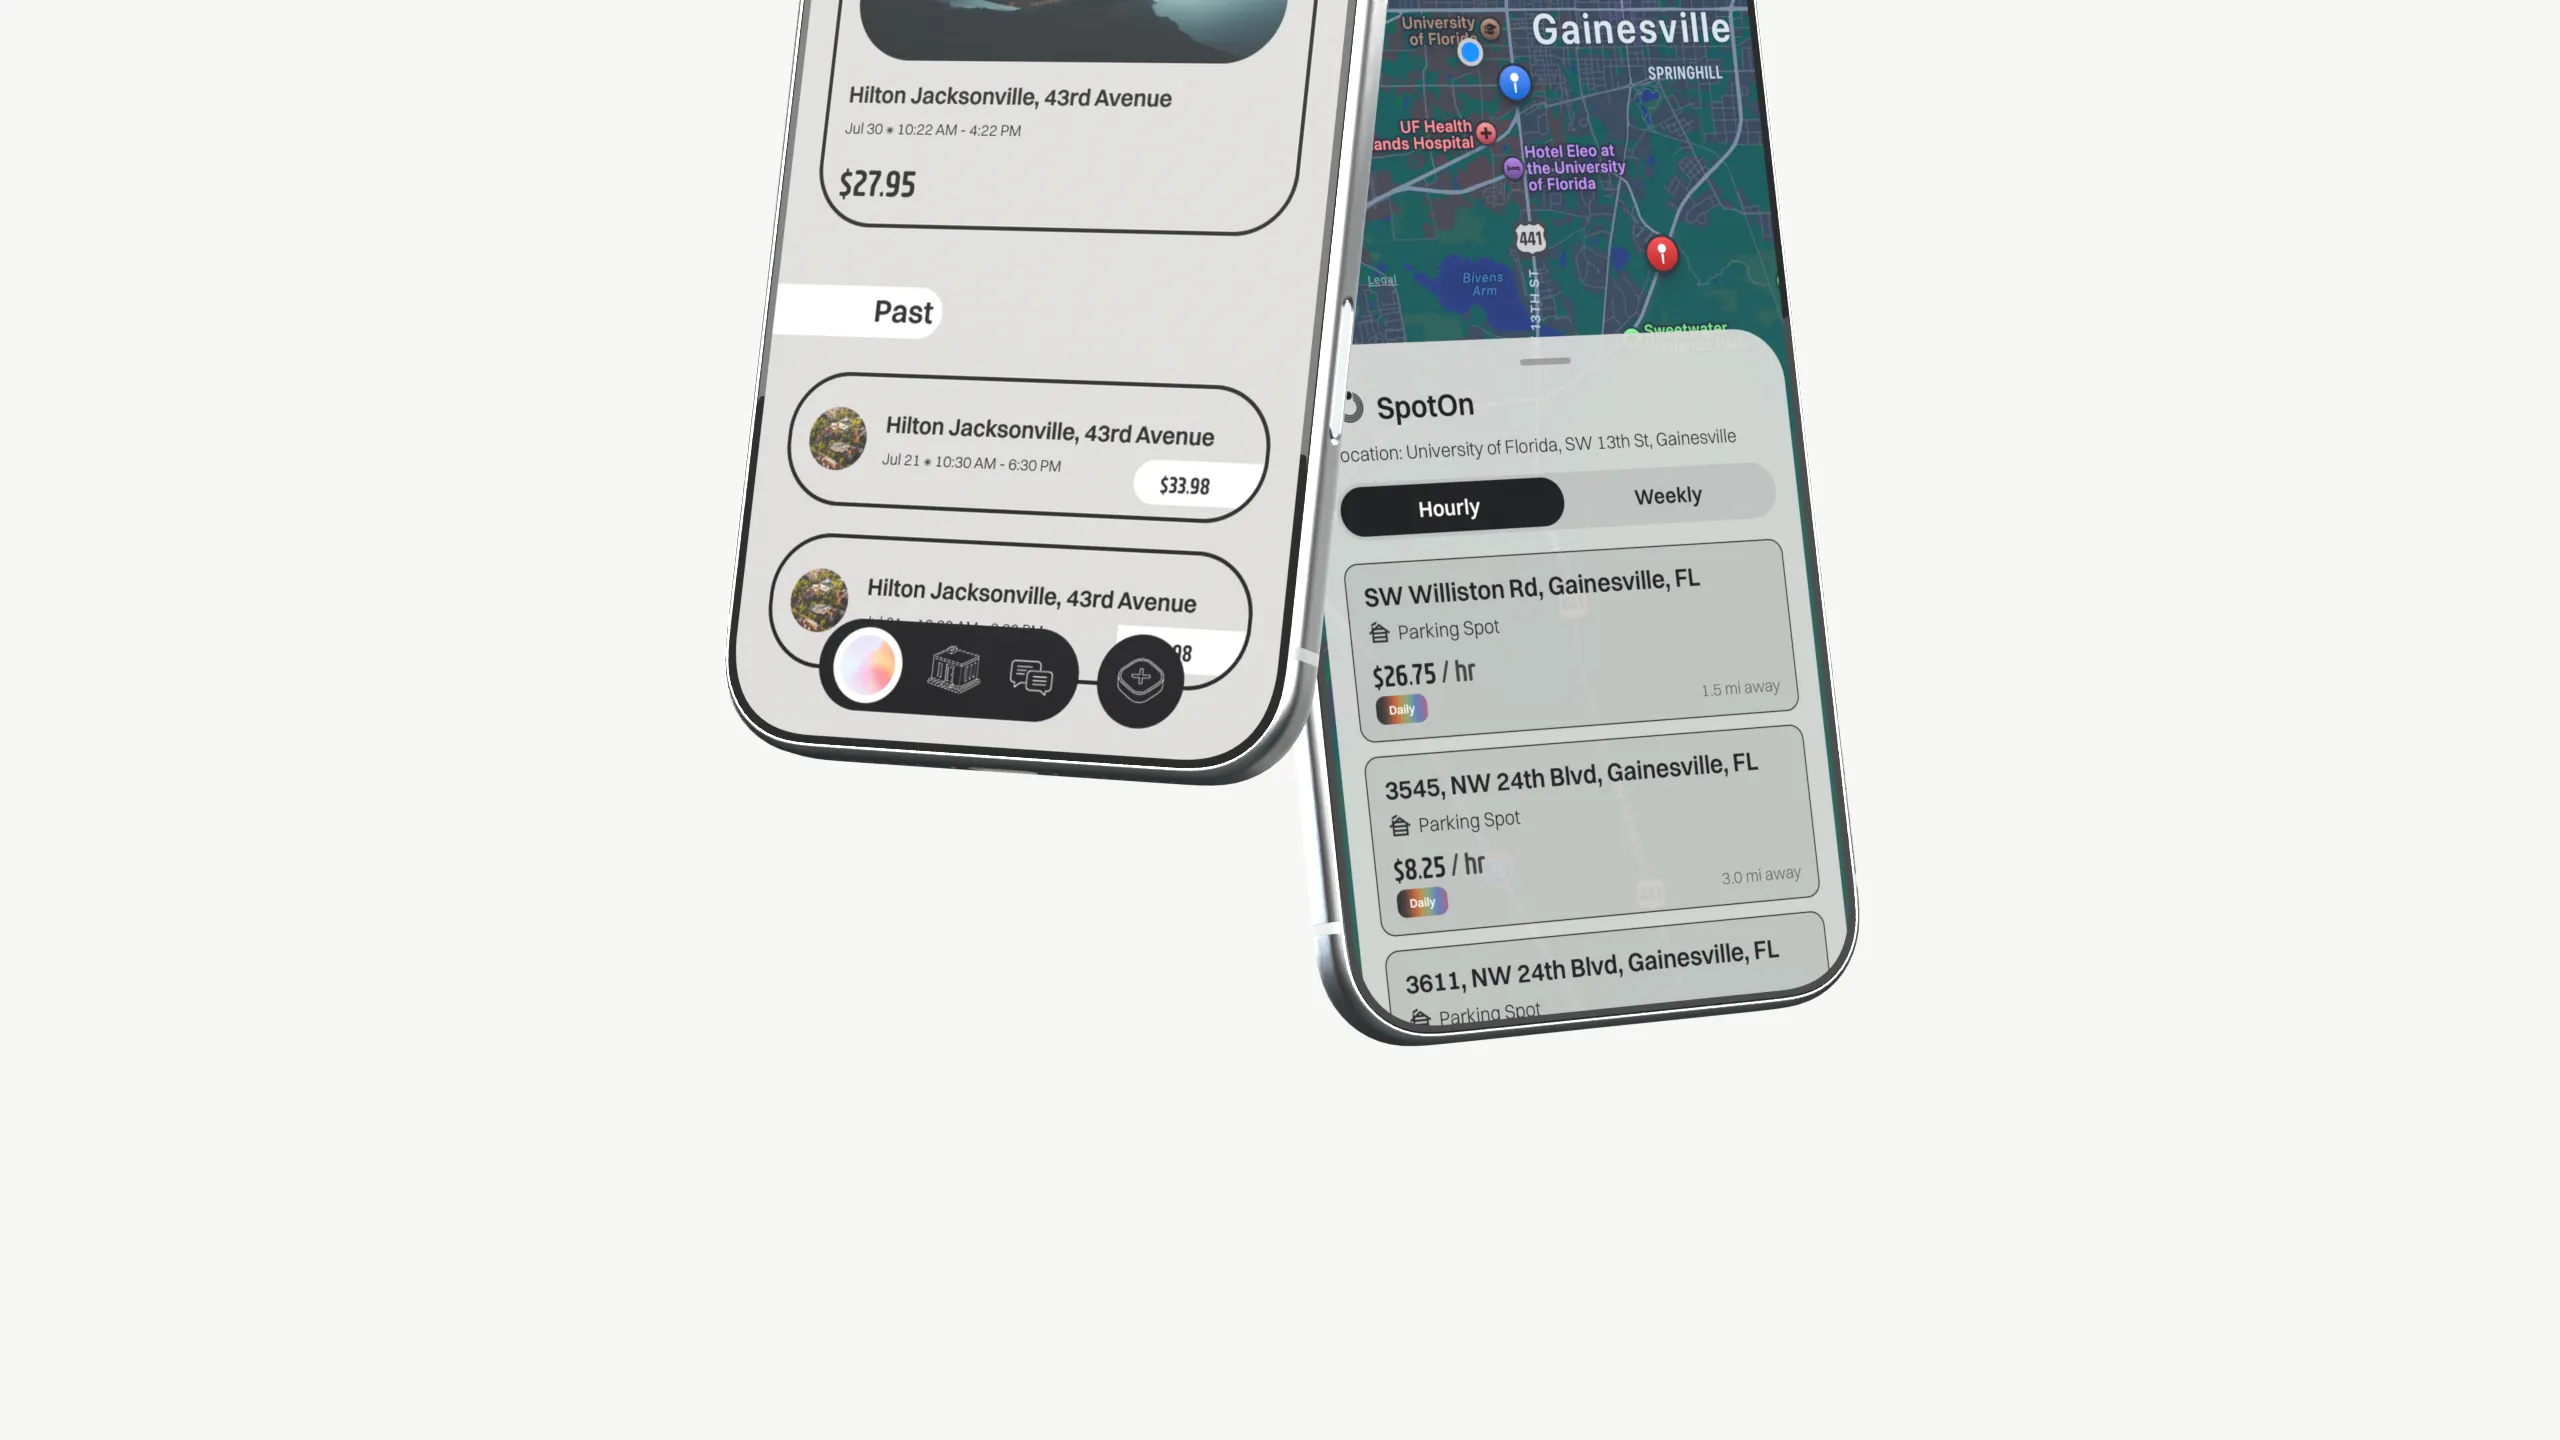 Hilton Jacksonville, 43rd Avenue
Jul 30 • 10:22 AM - 4:22 PM
$27.95
Past
Hilton Jacksonville, 43rd Avenue
Jul 21 • 10:30 AM - 6:30 PM
$33.98
Hilton Jacksonville, 43rd Avenue
98
University
of Florida
Gainesville
SPRINGHILL
UF Health
ands Hospital
Hotel Eleo at
the University
of Florida
441
Legal
Bivens
Arm
13TH ST
Sweetwater
Wetlands Park
SpotOn
ocation: University of Florida, SW 13th St, Gainesville
Hourly
Weekly
SW Williston Rd, Gainesville, FL
Parking Spot
$26.75 / hr
Daily
1.5 mi away
3545, NW 24th Blvd, Gainesville, FL
Parking Spot
$8.25 / hr
Daily
3.0 mi away
441
3611, NW 24th Blvd, Gainesville, FL
Parking Spot